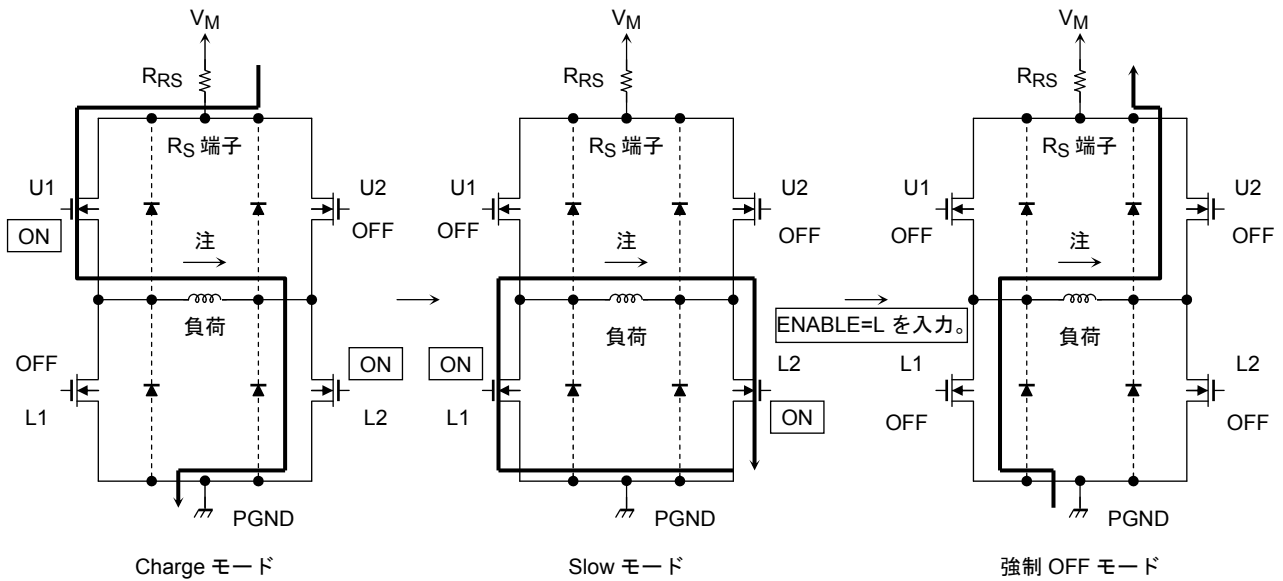 VM
RRS
RS 端子
U1
ON
U2
OFF
注
負荷
OFF
L1
ON
L2
PGND
Charge モード
VM
RRS
RS 端子
U1
OFF
U2
OFF
注
負荷
ON
L1
L2
ON
PGND
Slow モード
ENABLE=L を入力。
VM
RRS
RS 端子
U1
OFF
U2
OFF
注
負荷
L1
OFF
L2
OFF
PGND
強制 OFF モード